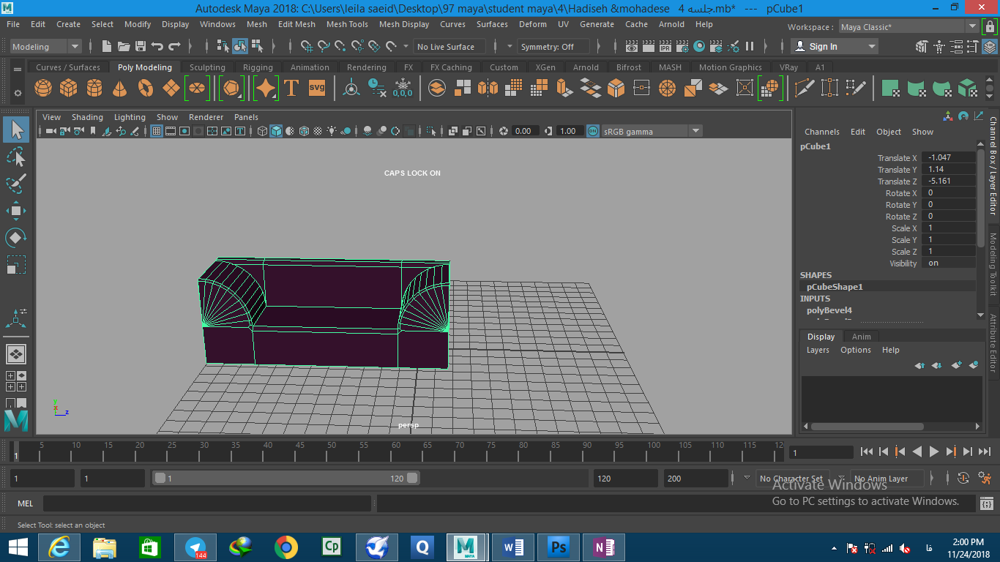 Autodesk Maya 2018: C:\Users\leila saeid\Desktop\97 maya\student maya\4\Hadiseh &mohadese 4 جلسه.mb* --- pCube1
File Edit Create Select Modify Display Windows Mesh Edit Mesh Mesh Tools Mesh Display Curves Surfaces Deform UV Generate Cache Arnold Help
Workspace : Maya Classic*
Modeling No Live Surface Symmetry: Off IPR Sign In
Curves / Surfaces Poly Modeling Sculpting Rigging Animation Rendering FX FX Caching Custom XGen Arnold Bifrost MASH Motion Graphics VRay A1
T SVG 0,0,0
View Shading Lighting Show Renderer Panels
0.00 1.00 ON sRGB gamma
CAPS LOCK ON
persp
y
x
z
Channels Edit Object Show
pCube1
Translate X -1.047
Translate Y 1.14
Translate Z -5.161
Rotate X 0
Rotate Y 0
Rotate Z 0
Scale X 1
Scale Y 1
Scale Z 1
Visibility on
SHAPES
pCubeShape1
INPUTS
polyBevel4
Display Anim
Layers Options Help
Channel Box / Layer Editor
Modeling Toolkit
Attribute Editor
5 10 15 20 25 30 35 40 45 50 55 60 65 70 75 80 85 90 95 100 105 110 115 12
1 1
1 1 1 120 120 200 No Character Set No Anim Layer
Activate Windows
Go to PC settings to activate Windows.
MEL
Select Tool: select an object
144 Cp Q M MAYA W Ps N فا
2:00 PM
11/24/2018